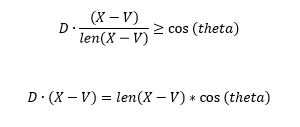 D · (X − V) / len(X − V) ≥ cos (theta)
D · (X − V) = len(X − V) ∗ cos (theta)